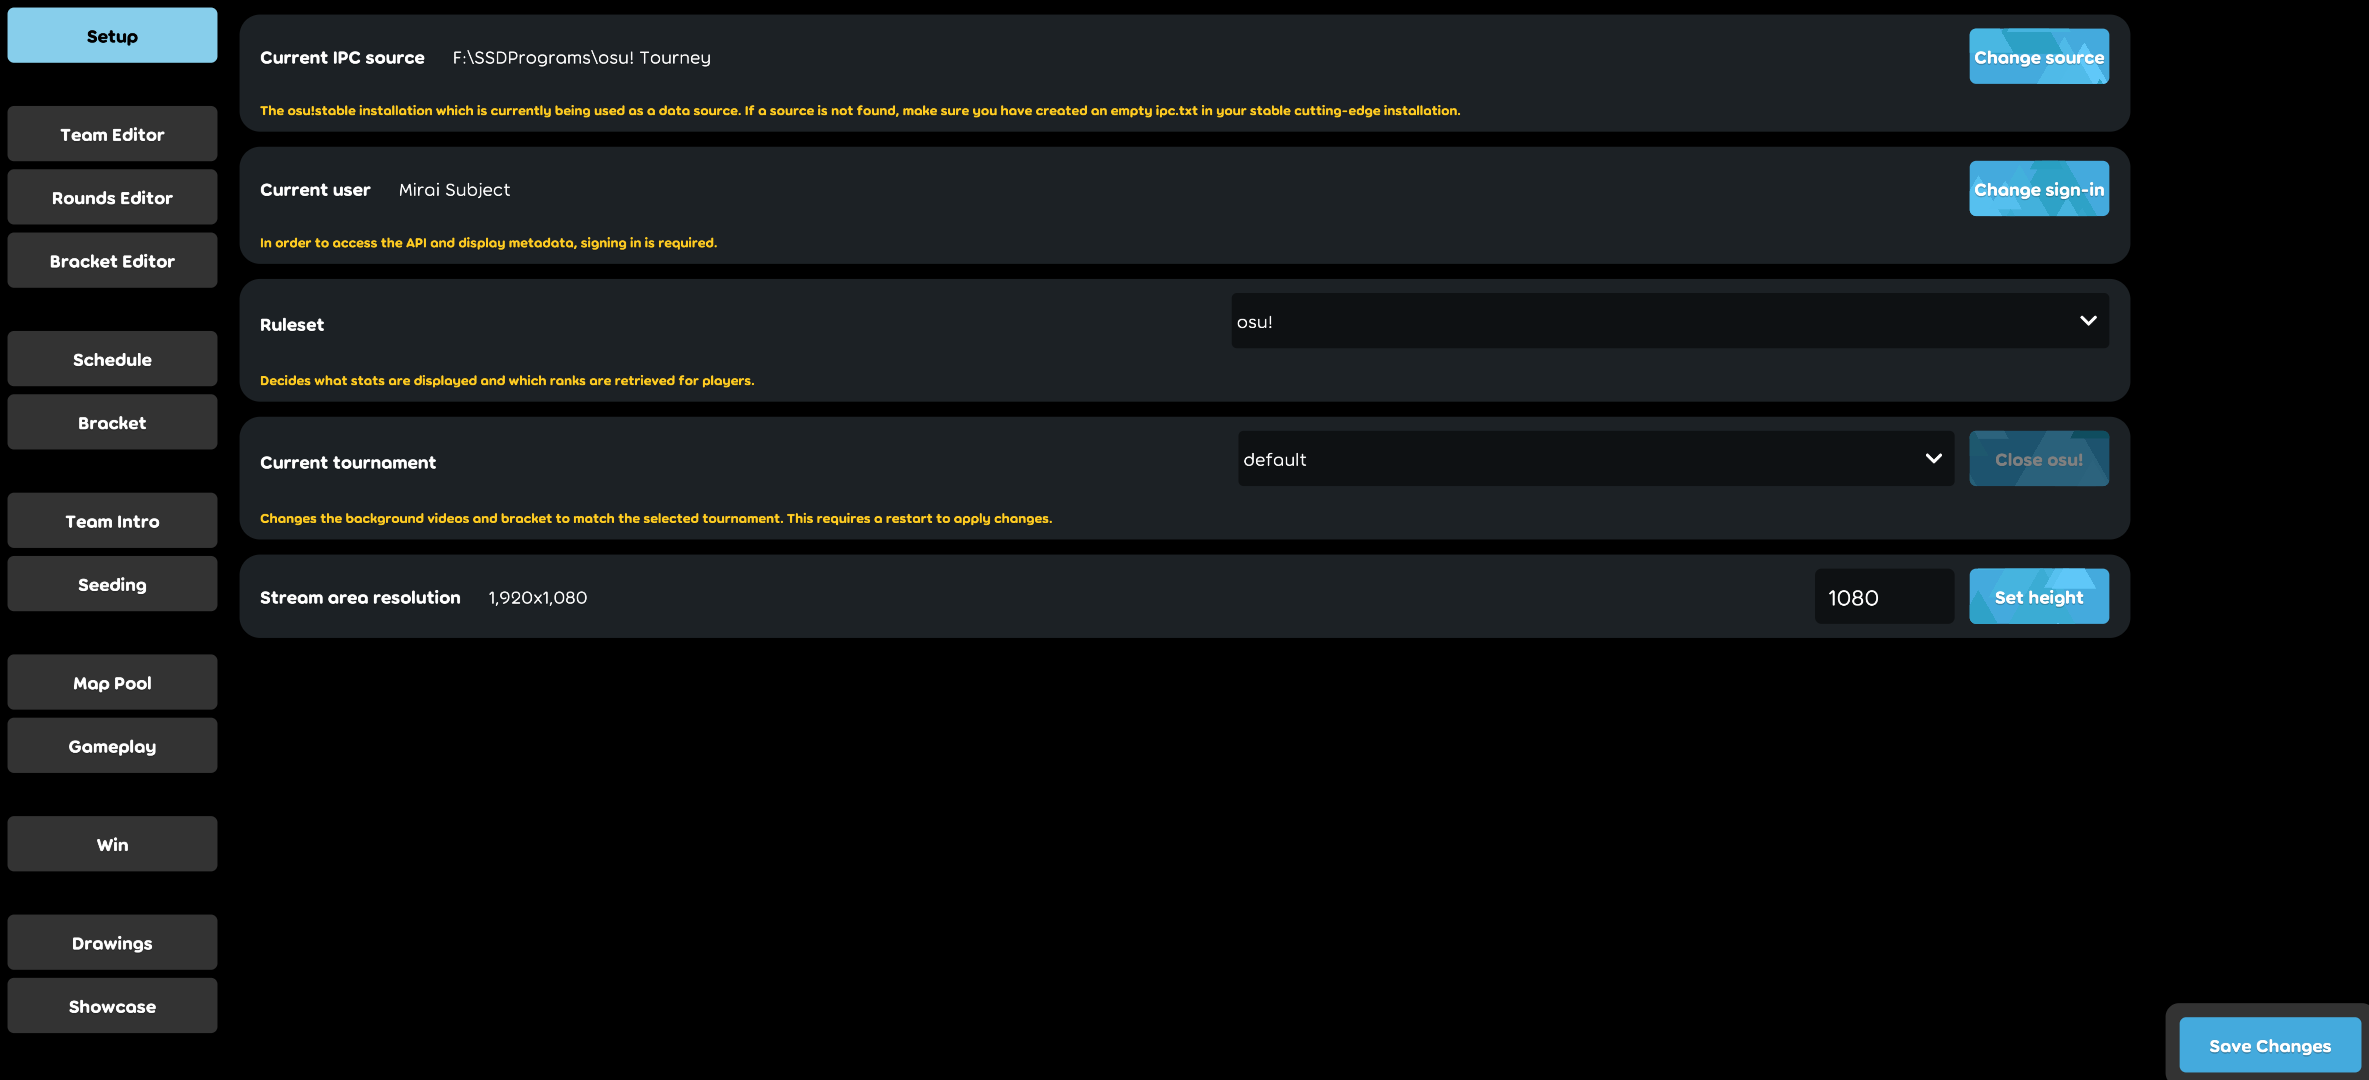 Setup
Team Editor
Rounds Editor
Bracket Editor
Schedule
Bracket
Team Intro
Seeding
Map Pool
Gameplay
Win
Drawings
Showcase
Current IPC source F:\SSDPrograms\osu! Tourney
Change source
The osu!stable installation which is currently being used as a data source. If a source is not found, make sure you have created an empty ipc.txt in your stable cutting-edge installation.
Current user Mirai Subject
Change sign-in
In order to access the API and display metadata, signing in is required.
Ruleset
osu!
Decides what stats are displayed and which ranks are retrieved for players.
Current tournament
default
Close osu!
Changes the background videos and bracket to match the selected tournament. This requires a restart to apply changes.
Stream area resolution 1,920x1,080
1080
Set height
Save Changes